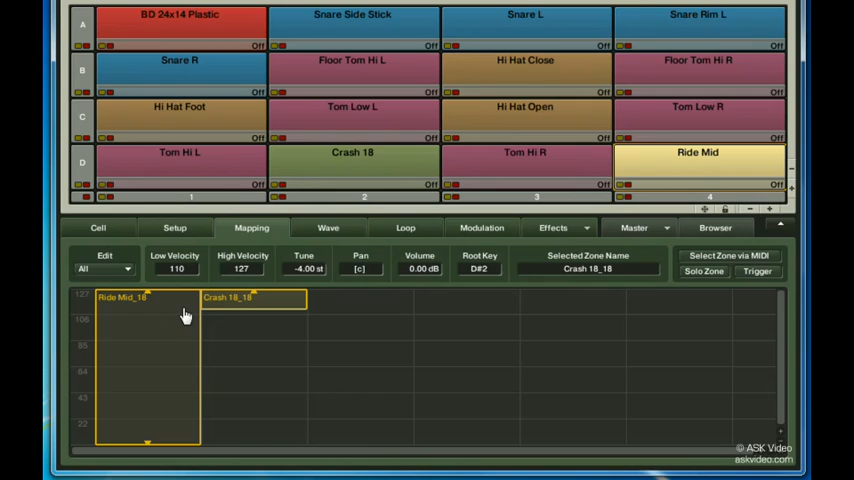 A
BD 24x14 Plastic
Snare Side Stick
Snare L
Snare Rim L
Off
Off
Off
Off
B
Snare R
Floor Tom Hi L
Hi Hat Close
Floor Tom Hi R
Off
Off
Off
Off
C
Hi Hat Foot
Tom Low L
Hi Hat Open
Tom Low R
Off
Off
Off
Off
D
Tom Hi L
Crash 18
Tom Hi R
Ride Mid
Off
Off
Off
Off
1
2
3
4
Cell
Setup
Mapping
Wave
Loop
Modulation
Effects
Master
Browser
Edit
Low Velocity
High Velocity
Tune
Pan
Volume
Root Key
Selected Zone Name
Select Zone via MIDI
All
110
127
-4.00 st
[c]
0.00 dB
D#2
Crash 18_18
Solo Zone
Trigger
127
Ride Mid_18
Crash 18_18
106
85
64
43
22
© ASK Video
askvideo.com